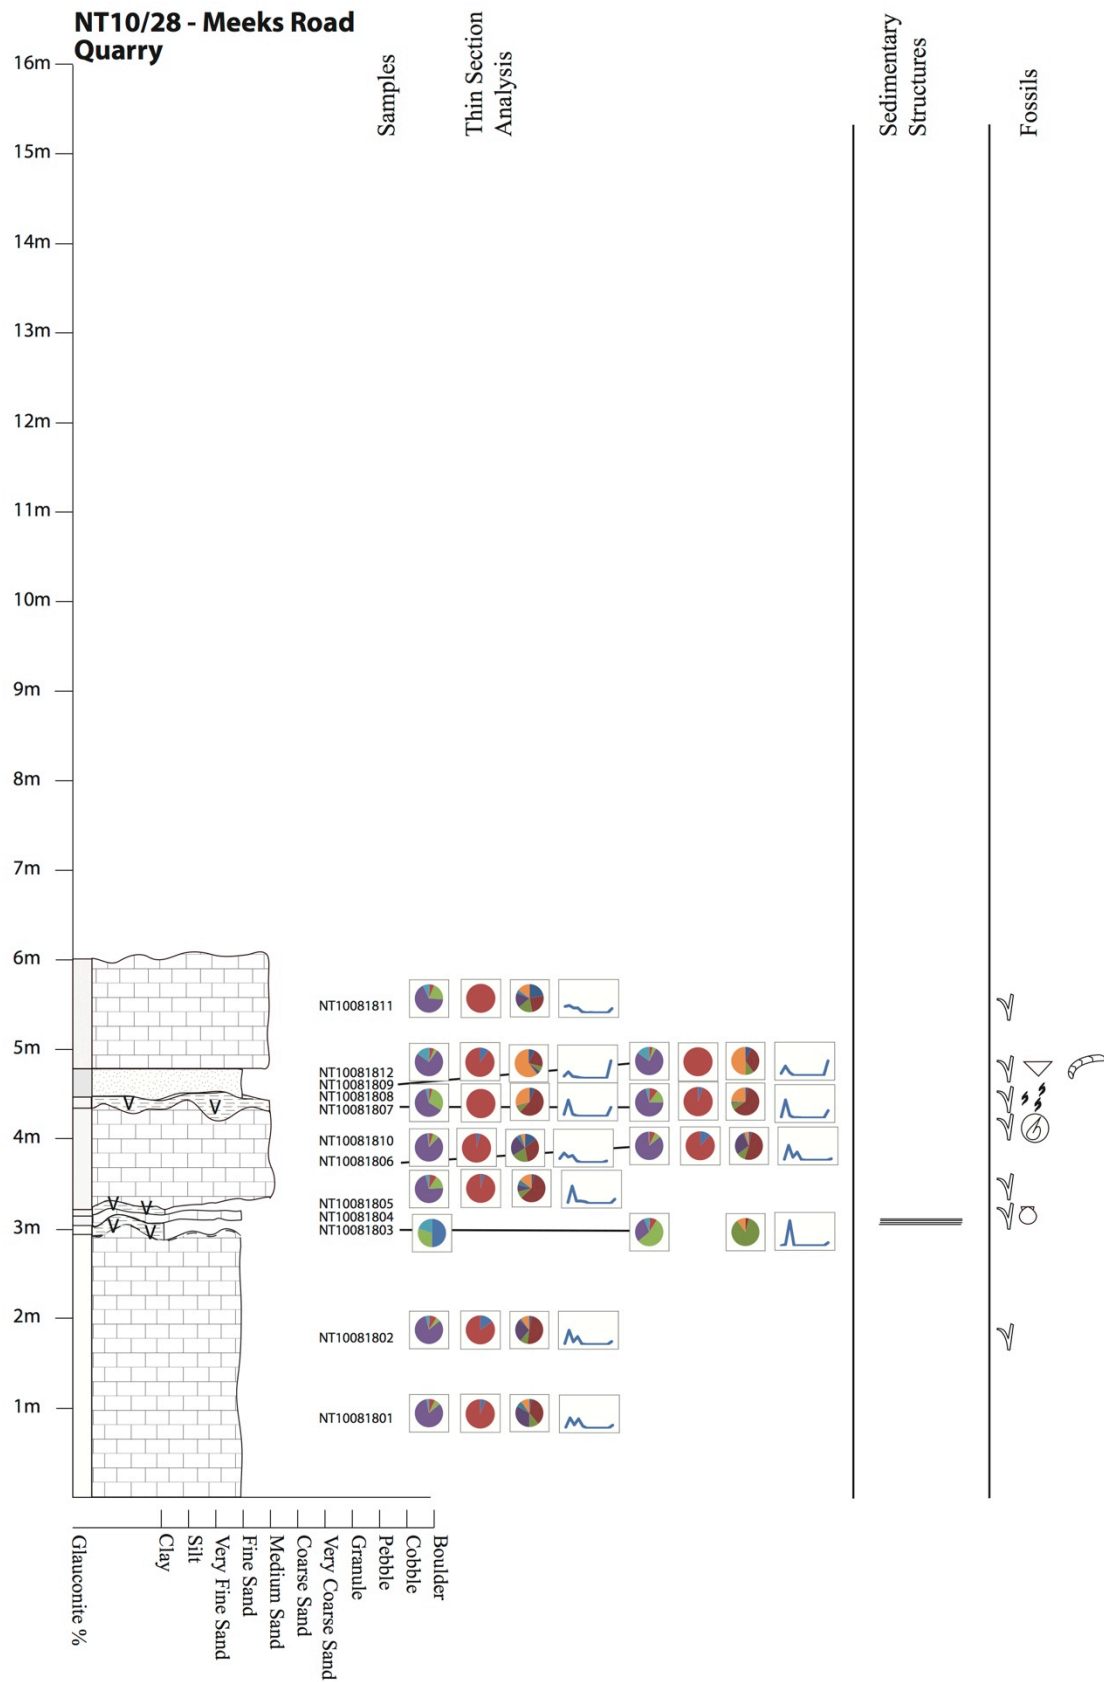 NT10/28 - Meeks Road
Quarry
Samples
Thin Section
Analysis
Sedimentary
Structures
Fossils
16m
15m
14m
13m
12m
11m
10m
9m
8m
7m
6m
5m
4m
3m
2m
1m
NT10081811
NT10081812
NT10081809
NT10081808
NT10081807
NT10081810
NT10081806
NT10081805
NT10081804
NT10081803
NT10081802
NT10081801
V
V
V
V
V
V
Glauconite %
Clay
Silt
Very Fine Sand
Fine Sand
Medium Sand
Coarse Sand
Very Coarse Sand
Granule
Pebble
Cobble
Boulder